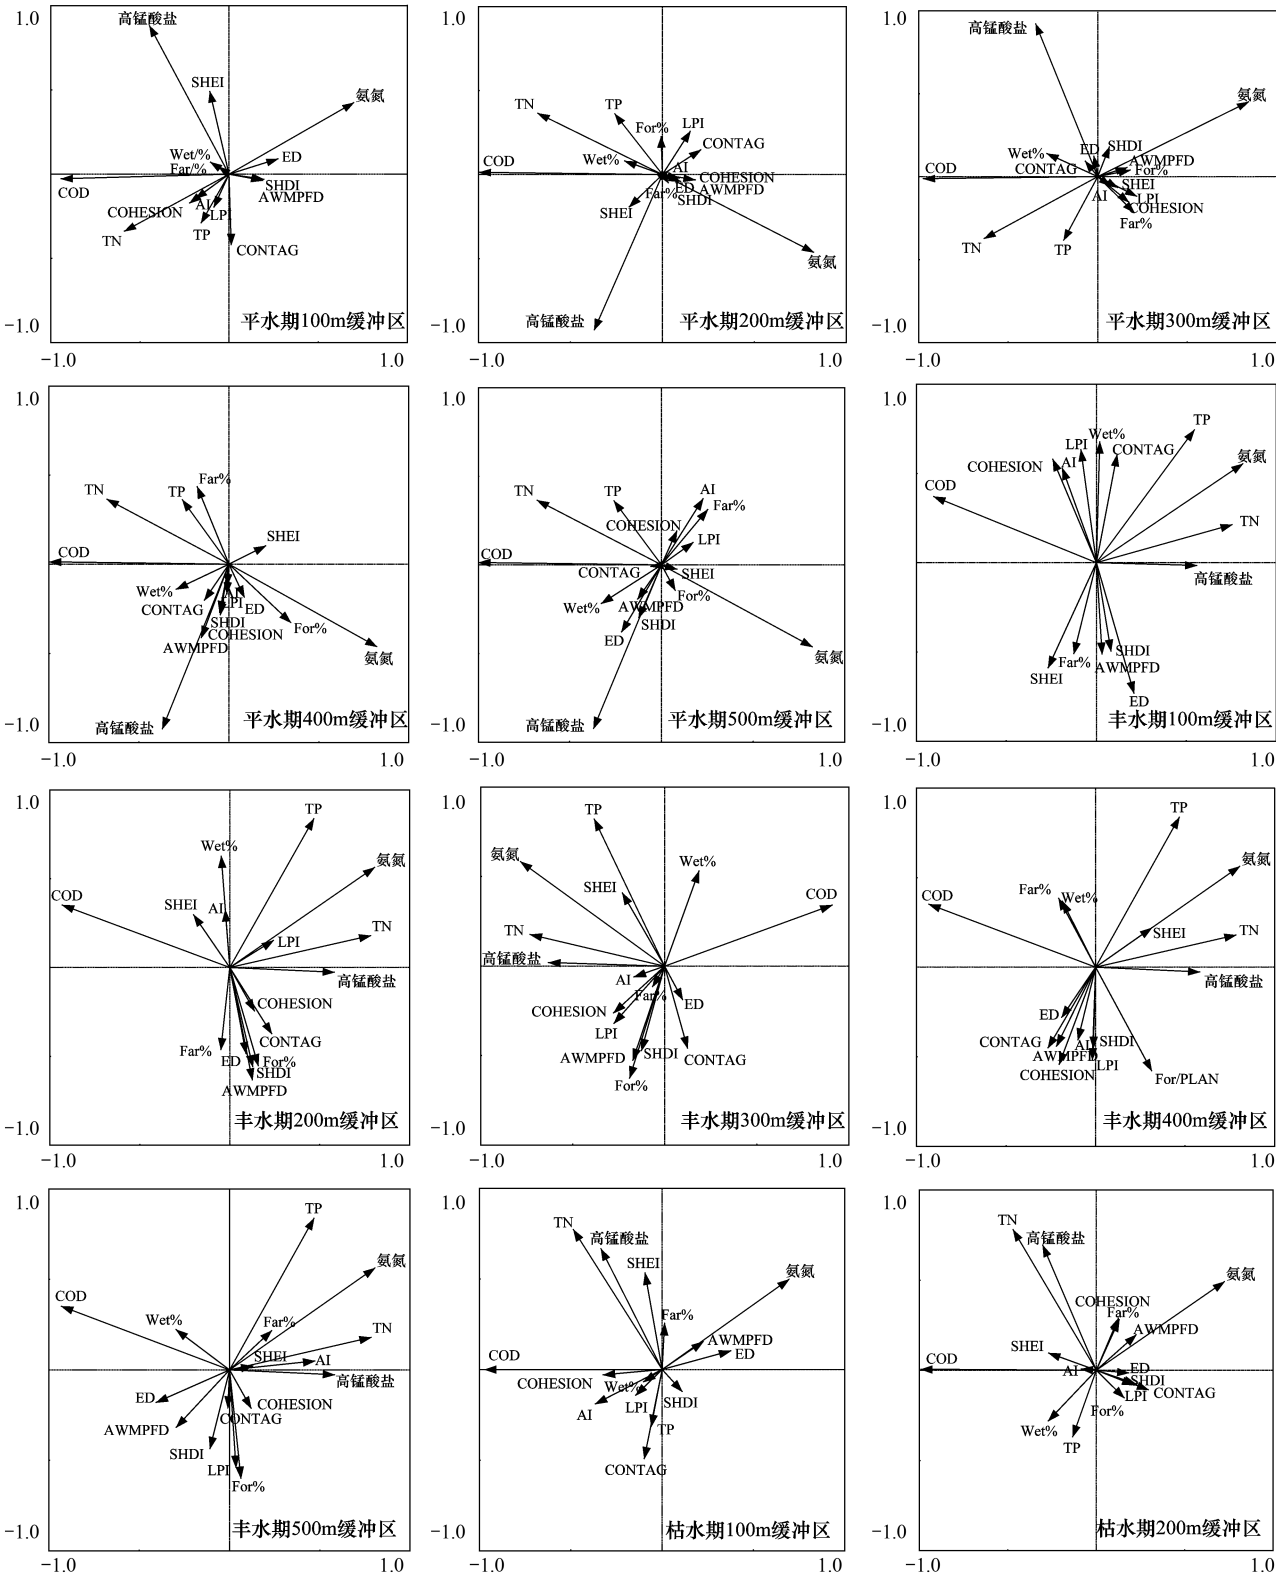 1.0
高锰酸盐
SHEI
氨氮
Wet/%
ED
Far/%
COD
SHDI
AWMPFD
COHESION
AI
LPI
TN
TP
CONTAG
平水期100m缓冲区
−1.0
−1.0
1.0
1.0
TN
TP
LPI
For%
CONTAG
COD
Wet%
AI
COHESION
ED
AWMPFD
Far%
SHDI
SHEI
氨氮
高锰酸盐
平水期200m缓冲区
−1.0
−1.0
1.0
1.0
高锰酸盐
氨氮
ED
SHDI
Wet%
AWMPFD
CONTAG
For%
COD
SHEI
AI
LPI
COHESION
Far%
TN
TP
平水期300m缓冲区
−1.0
−1.0
1.0
1.0
TN
TP
Far%
SHEI
COD
Wet%
AI
CONTAG
LPI
ED
SHDI
For%
COHESION
AWMPFD
氨氮
高锰酸盐
平水期400m缓冲区
−1.0
−1.0
1.0
1.0
TN
TP
AI
Far%
COHESION
LPI
COD
CONTAG
SHEI
For%
Wet%
AWMPFD
SHDI
ED
氨氮
高锰酸盐
平水期500m缓冲区
−1.0
−1.0
1.0
1.0
TP
Wet%
LPI
CONTAG
氨氮
AI
COHESION
COD
TN
高锰酸盐
SHDI
Far%
AWMPFD
SHEI
ED
丰水期100m缓冲区
−1.0
−1.0
1.0
1.0
TP
Wet%
氨氮
COD
SHEI
AI
TN
LPI
高锰酸盐
COHESION
CONTAG
Far%
ED
For%
SHDI
AWMPFD
丰水期200m缓冲区
−1.0
−1.0
1.0
1.0
TP
氨氮
Wet%
SHEI
COD
TN
高锰酸盐
AI
Far%
ED
COHESION
LPI
AWMPFD
SHDI
CONTAG
For%
丰水期300m缓冲区
−1.0
−1.0
1.0
1.0
TP
氨氮
Far%
Wet%
COD
SHEI
TN
高锰酸盐
ED
CONTAG
AI
SHDI
AWMPFD
LPI
COHESION
For/PLAN
丰水期400m缓冲区
−1.0
−1.0
1.0
1.0
TP
氨氮
COD
Wet%
Far%
TN
SHEI
AI
高锰酸盐
ED
COHESION
CONTAG
AWMPFD
SHDI
LPI
For%
丰水期500m缓冲区
−1.0
−1.0
1.0
1.0
TN
高锰酸盐
SHEI
氨氮
Far%
AWMPFD
ED
COD
COHESION
Wet%
SHDI
LPI
AI
TP
CONTAG
枯水期100m缓冲区
−1.0
−1.0
1.0
1.0
TN
高锰酸盐
氨氮
COHESION
Far%
AWMPFD
SHEI
COD
AI
ED
SHDI
CONTAG
LPI
For%
Wet%
TP
枯水期200m缓冲区
−1.0
−1.0
1.0